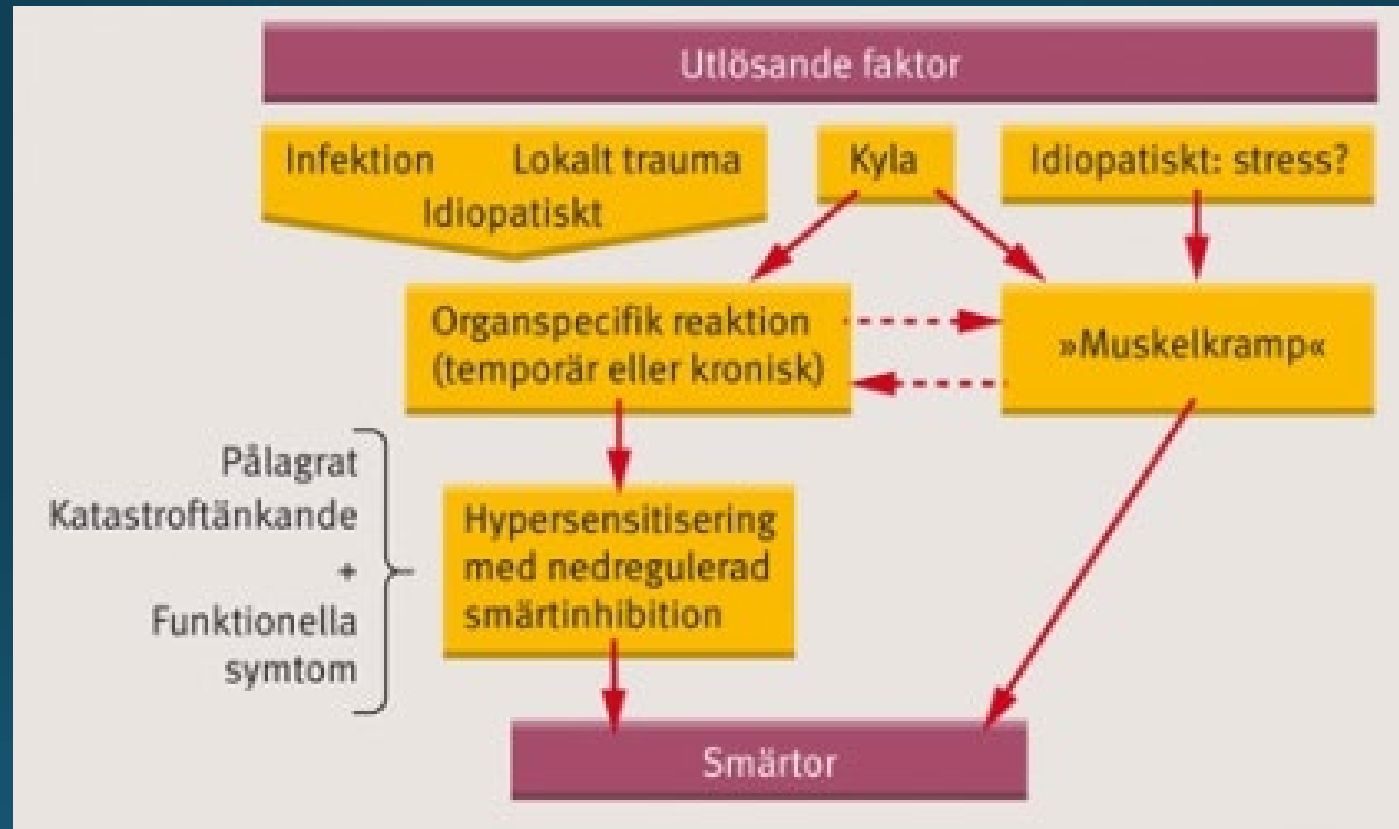 Utlösande faktor
Infektion Lokalt trauma
Idiopatiskt
Kyla
Idiopatiskt: stress?
Organspecifik reaktion
(temporär eller kronisk)
»Muskelkramp«
Pålagrat
Katastroftänkande
+
Funktionella
symtom
Hypersensitisering
med nedregulerad
smärtinhibition
Smärtor